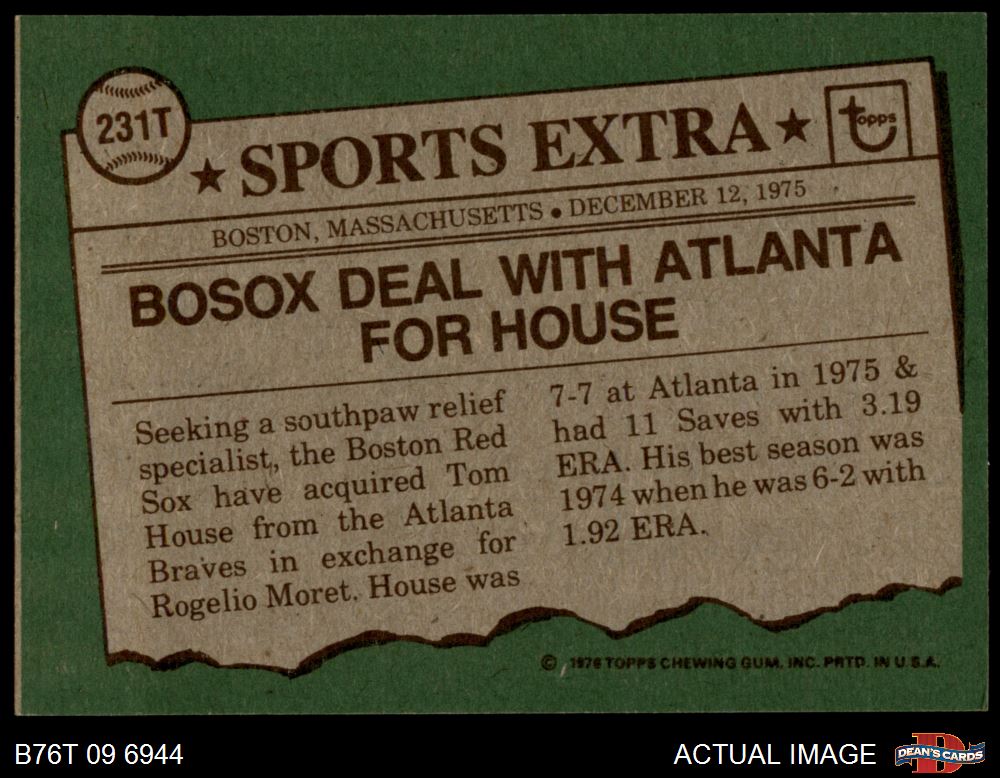 231T
★ SPORTS EXTRA ★
topps
BOSTON, MASSACHUSETTS • DECEMBER 12, 1975
BOSOX DEAL WITH ATLANTA
FOR HOUSE
Seeking a southpaw relief
specialist, the Boston Red
Sox have acquired Tom
House from the Atlanta
Braves in exchange for
Rogelio Moret. House was
7-7 at Atlanta in 1975 &
had 11 Saves with 3.19
ERA. His best season was
1974 when he was 6-2 with
1.92 ERA.
© 1976 TOPPS CHEWING GUM, INC. PRTD. IN U.S.A.
B76T 09 6944
ACTUAL IMAGE
D
DEAN'S CARDS